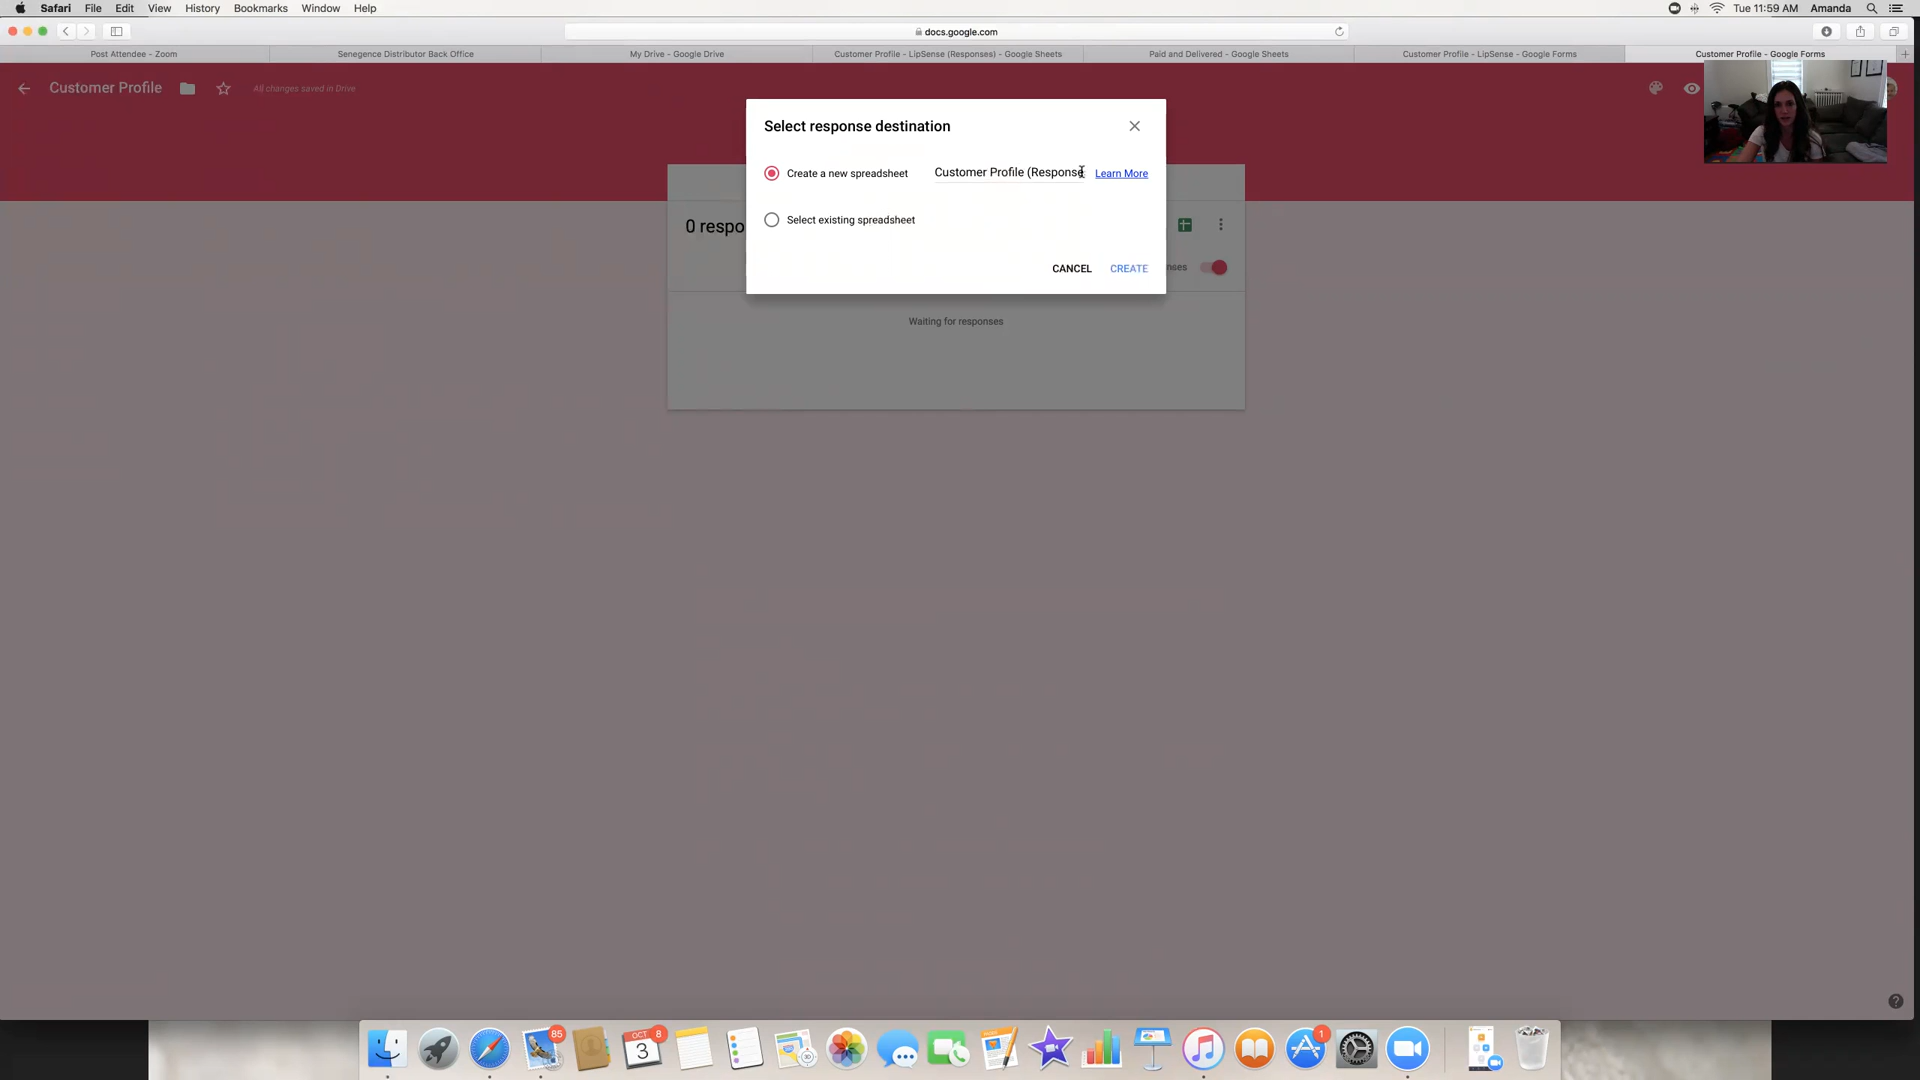 Safari File Edit View History Bookmarks Window Help Tue 11:59 AM Amanda
docs.google.com
Post Attendee - Zoom Senegence Distributor Back Office My Drive - Google Drive Customer Profile - LipSense (Responses) - Google Sheets Paid and Delivered - Google Sheets Customer Profile - LipSense - Google Forms Customer Profile - Google Forms
Customer Profile All changes saved in Drive
Select response destination
Create a new spreadsheet Customer Profile (Response Learn More
Select existing spreadsheet
0 respo
CANCEL CREATE nses
Waiting for responses
?
85 OCT 8 3 30 1